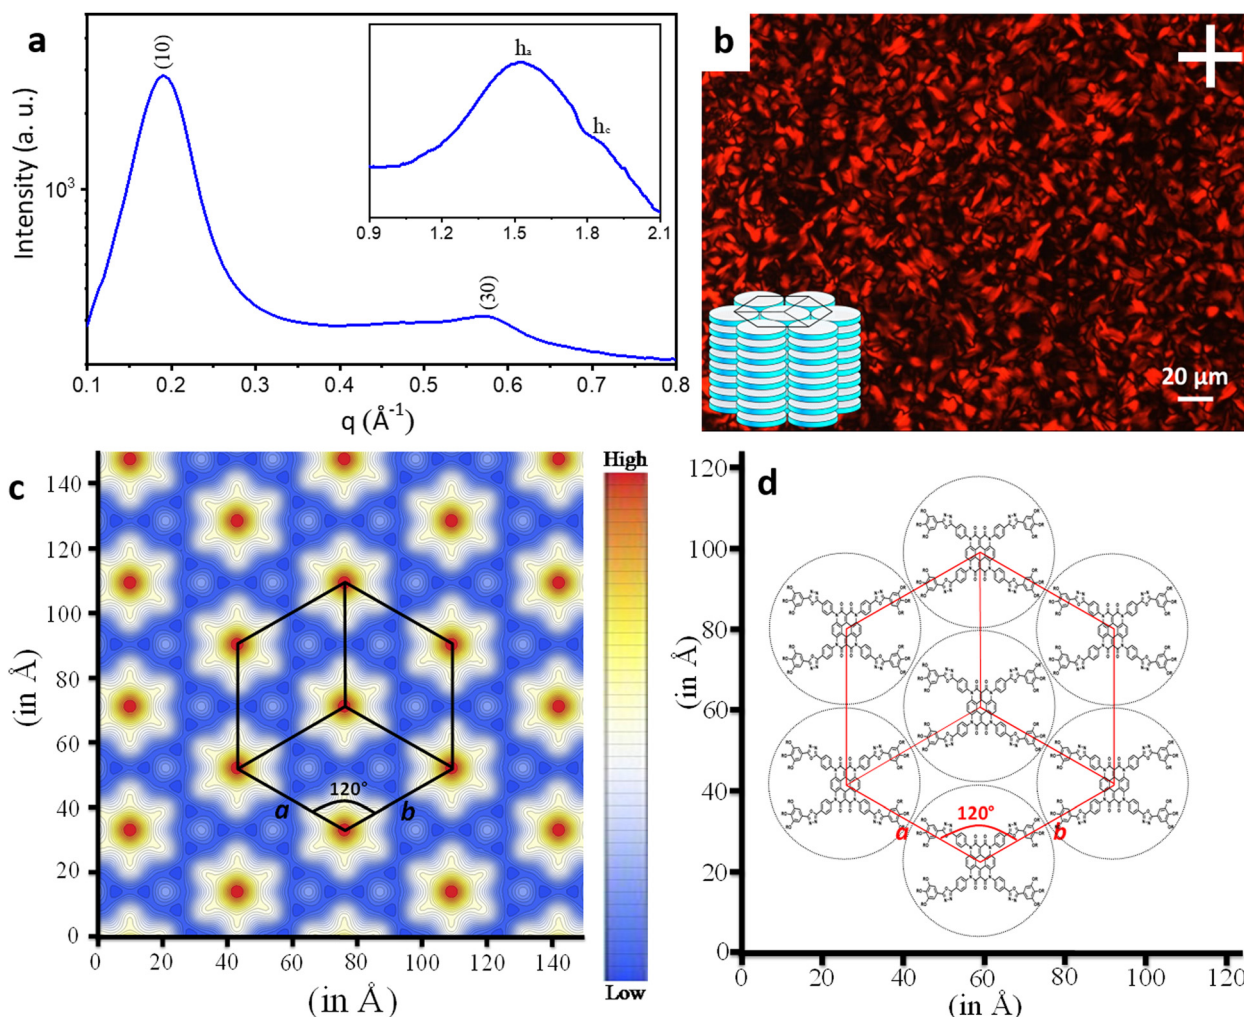 a
Intensity (a. u.)
10³
(10)
(30)
0.1 0.2 0.3 0.4 0.5 0.6 0.7 0.8
q (Å⁻¹)
hₐ
h꜀
0.9 1.2 1.5 1.8 2.1
b
20 µm
c
(in Å)
140
120
100
80
60
40
20
0
0 20 40 60 80 100 120 140
(in Å)
120°
a b
High
Low
d
(in Å)
120
100
80
60
40
20
0
0 20 40 60 80 100 120
(in Å)
120°
a b